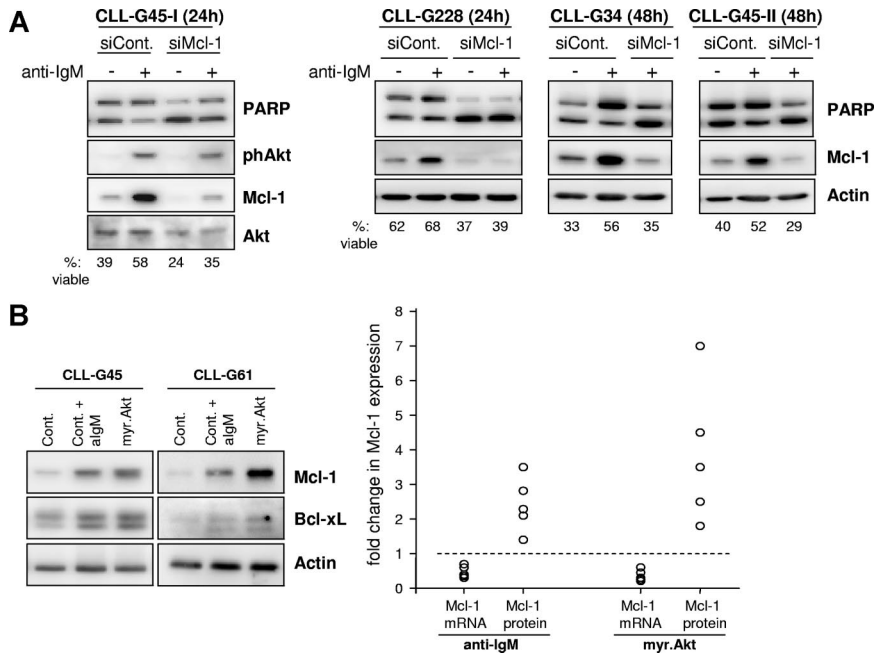 A
CLL-G45-I (24h)
siCont. siMcl-1
anti-IgM - + - +
PARP
phAkt
Mcl-1
Akt
%: viable 39 58 24 35
CLL-G228 (24h) CLL-G34 (48h) CLL-G45-II (48h)
siCont. siMcl-1 siCont. siMcl-1 siCont. siMcl-1
anti-IgM - + - + - + + - + +
PARP
Mcl-1
Actin
%: viable 62 68 37 39 33 56 35 40 52 29
B
CLL-G45 CLL-G61
Cont. Cont. + aIgM myr.Akt Cont. Cont. + aIgM myr.Akt
Mcl-1
Bcl-xL
Actin
fold change in Mcl-1 expression
8
7
6
5
4
3
2
1
0
Mcl-1 Mcl-1 Mcl-1 Mcl-1
mRNA protein mRNA protein
anti-IgM myr.Akt